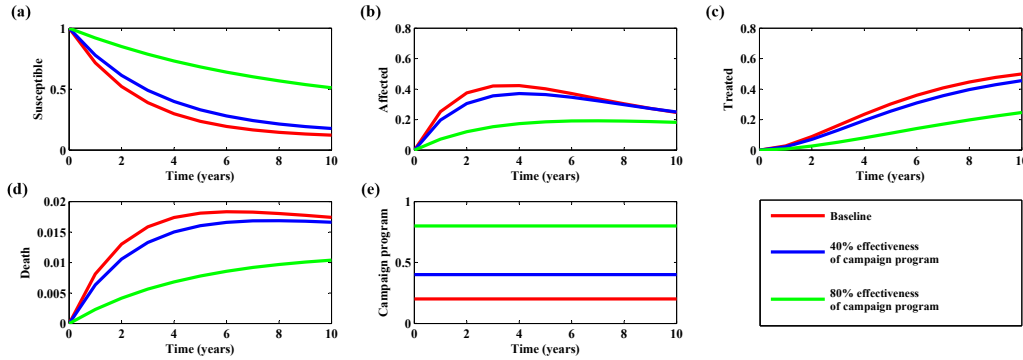 (a)
1
0.5
0
Susceptible
0 2 4 6 8 10
Time (years)
(b)
0.8
0.6
0.4
0.2
0
Affected
0 2 4 6 8 10
Time (years)
(c)
0.8
0.6
0.4
0.2
0
Treated
0 2 4 6 8 10
Time (years)
(d)
0.02
0.015
0.01
0.005
0
Death
0 2 4 6 8 10
Time (years)
(e)
1
0.5
0
Campaign program
0 2 4 6 8 10
Time (years)
Baseline
40% effectiveness
of campaign program
80% effectiveness
of campaign program